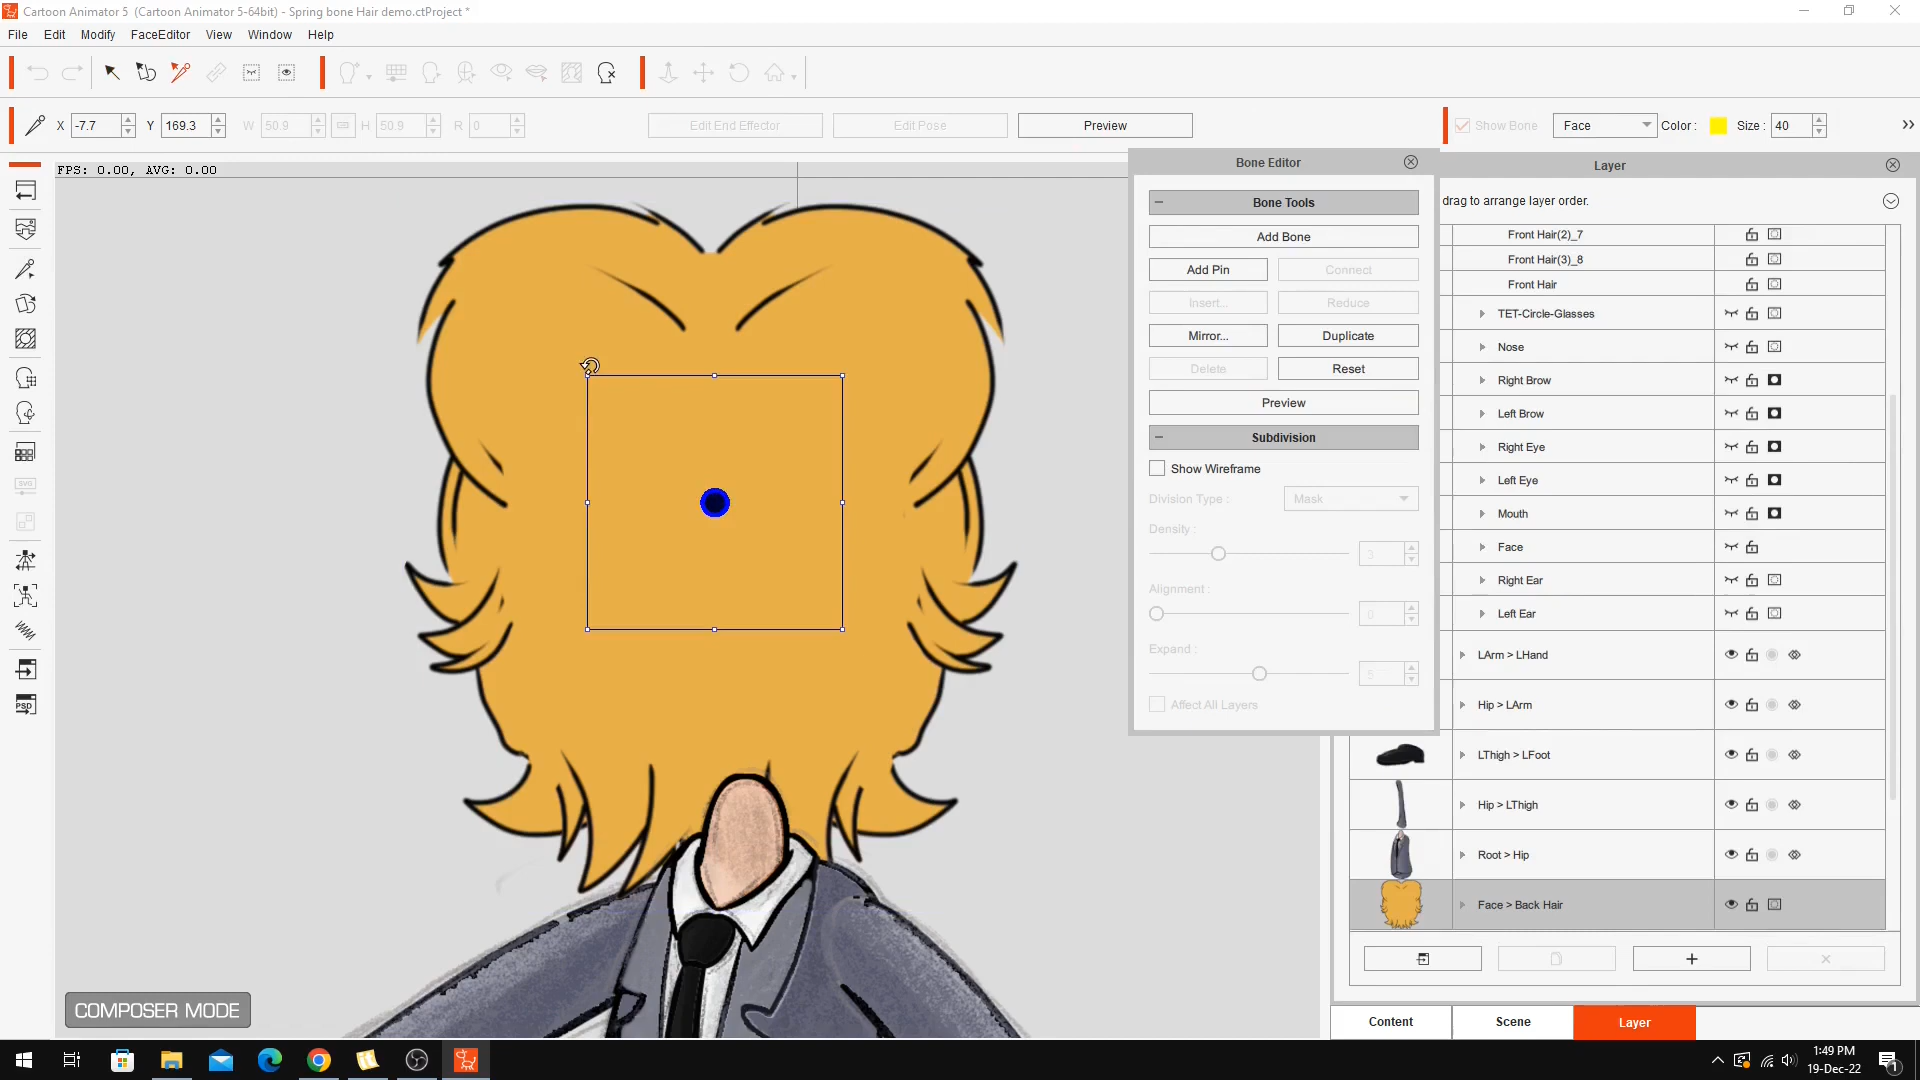 Cartoon Animator 5  (Cartoon Animator 5-64bit) - Spring bone Hair demo.ctProject *
File Edit Modify FaceEditor View Window Help
X -7.7 Y 169.3 W 50.9 H 50.9 R 0 Edit End Effector Edit Pose Preview Show Bone Face Color : Size : 40
FPS: 0.00, AVG: 0.00
Bone Editor
Bone Tools
Add Bone
Add Pin Connect
Insert... Reduce
Mirror... Duplicate
Delete Reset
Preview
Subdivision
Show Wireframe
Division Type : Mask
Density :
3
Alignment :
0
Expand :
5
Affect All Layers
Layer
drag to arrange layer order.
Front Hair(2)_7
Front Hair(3)_8
Front Hair
TET-Circle-Glasses
Nose
Right Brow
Left Brow
Right Eye
Left Eye
Mouth
Face
Right Ear
Left Ear
LArm > LHand
Hip > LArm
LThigh > LFoot
Hip > LThigh
Root > Hip
Face > Back Hair
SVG
PSD
COMPOSER MODE
Content Scene Layer
1:49 PM
19-Dec-22
1